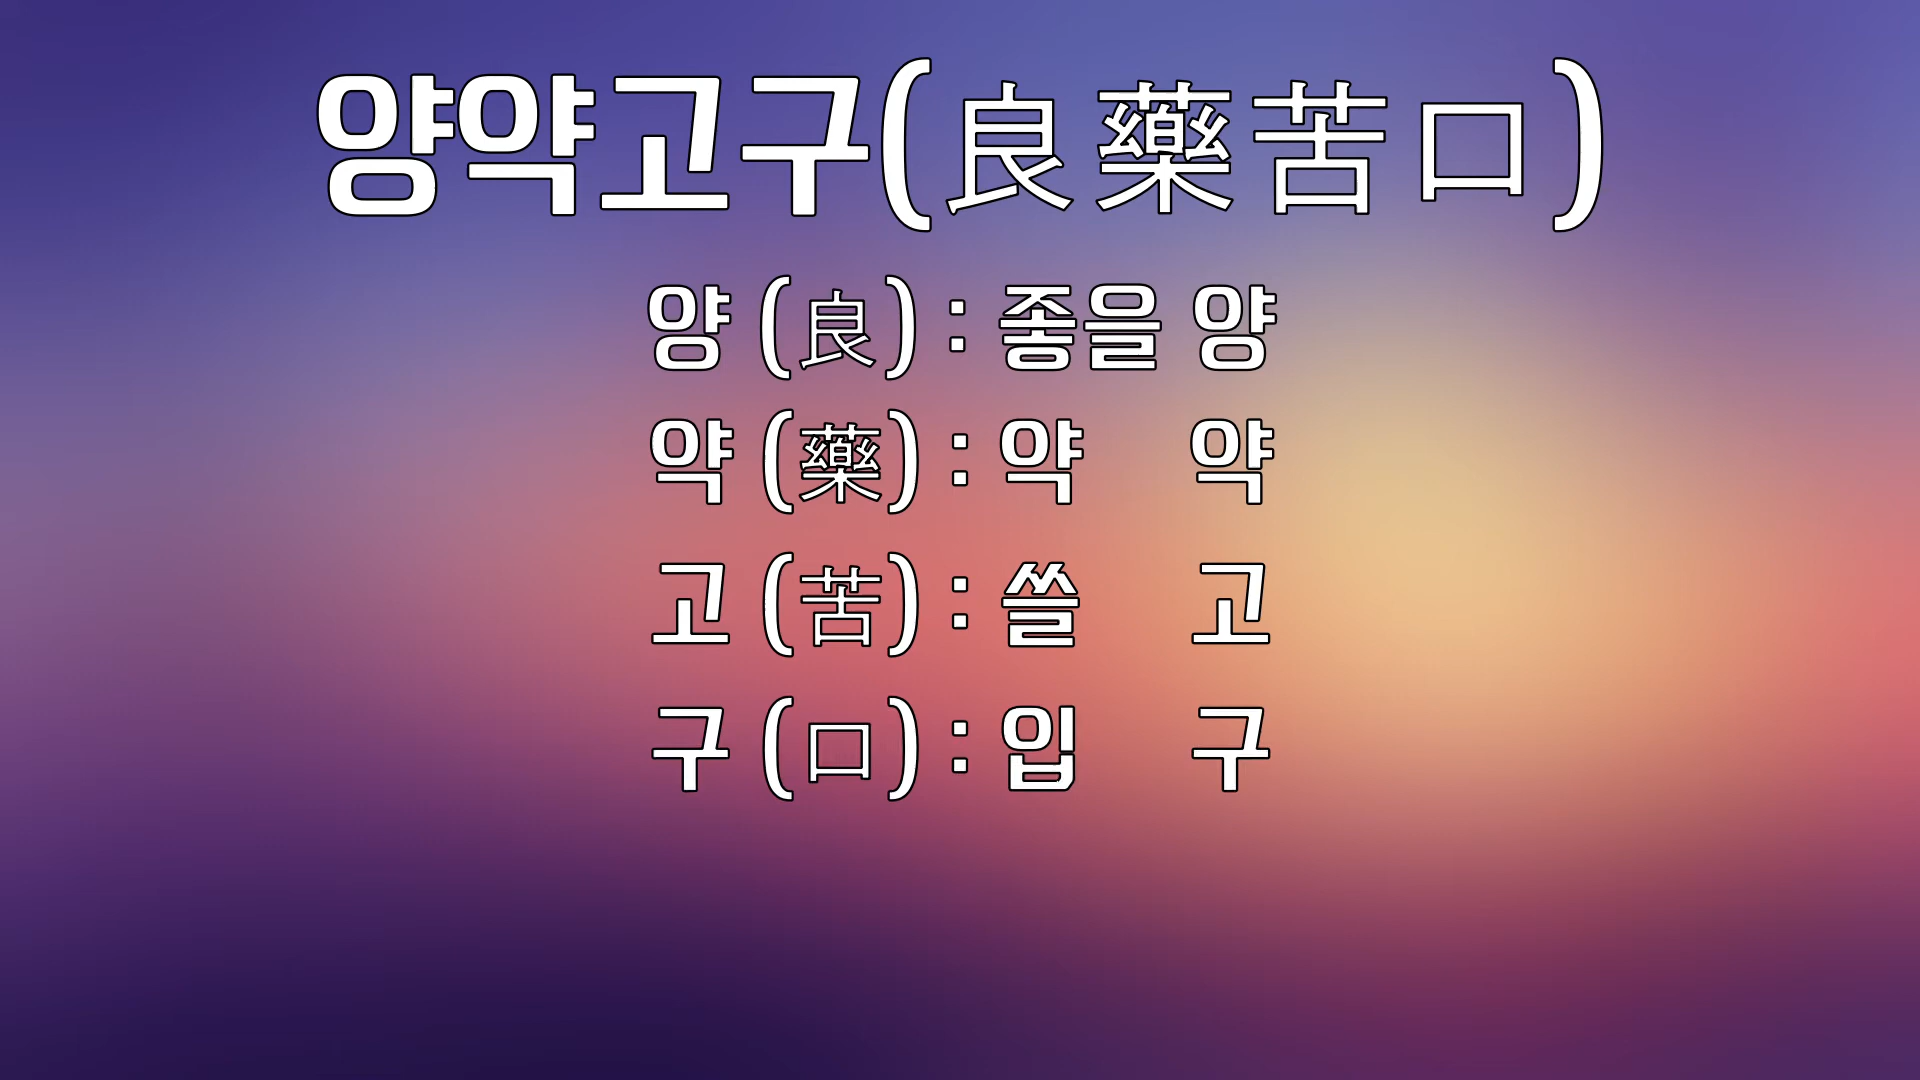 양약고구(良藥苦口)
양 (良) : 좋을 양
약 (藥) : 약 약
고 (苦) : 쓸 고
구 (口) : 입 구